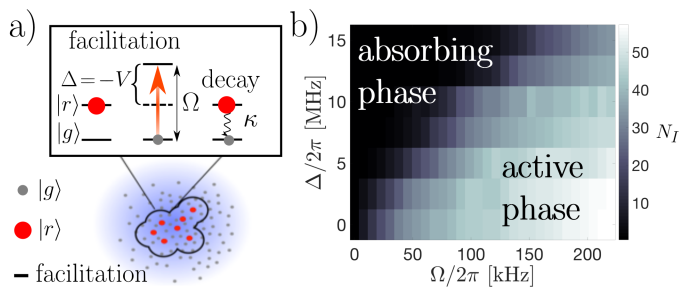 a)
facilitation
Δ=−V
decay
|r⟩
Ω
κ
|g⟩
|g⟩
|r⟩
facilitation
b)
absorbing
phase
active
phase
Δ/2π [MHz]
15
10
5
0
0
50
100
150
200
Ω/2π [kHz]
50
40
30
20
10
N_I